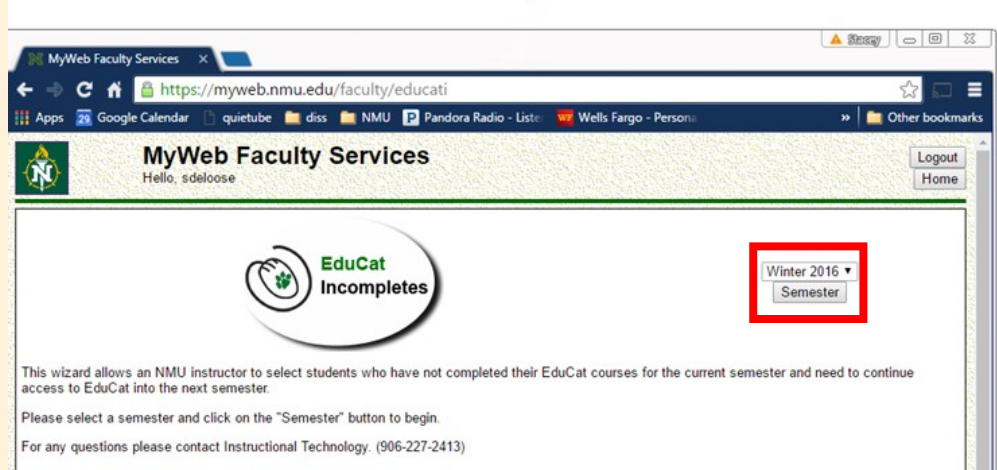 Stacey
MyWeb Faculty Services
https://myweb.nmu.edu/faculty/educati
Apps 29 Google Calendar quietube diss NMU P Pandora Radio - Liste WF Wells Fargo - Persona » Other bookmarks
N
MyWeb Faculty Services
Hello, sdeloose
Logout
Home
EduCat
Incompletes
Winter 2016
Semester
This wizard allows an NMU instructor to select students who have not completed their EduCat courses for the current semester and need to continue
access to EduCat into the next semester.
Please select a semester and click on the "Semester" button to begin.
For any questions please contact Instructional Technology. (906-227-2413)